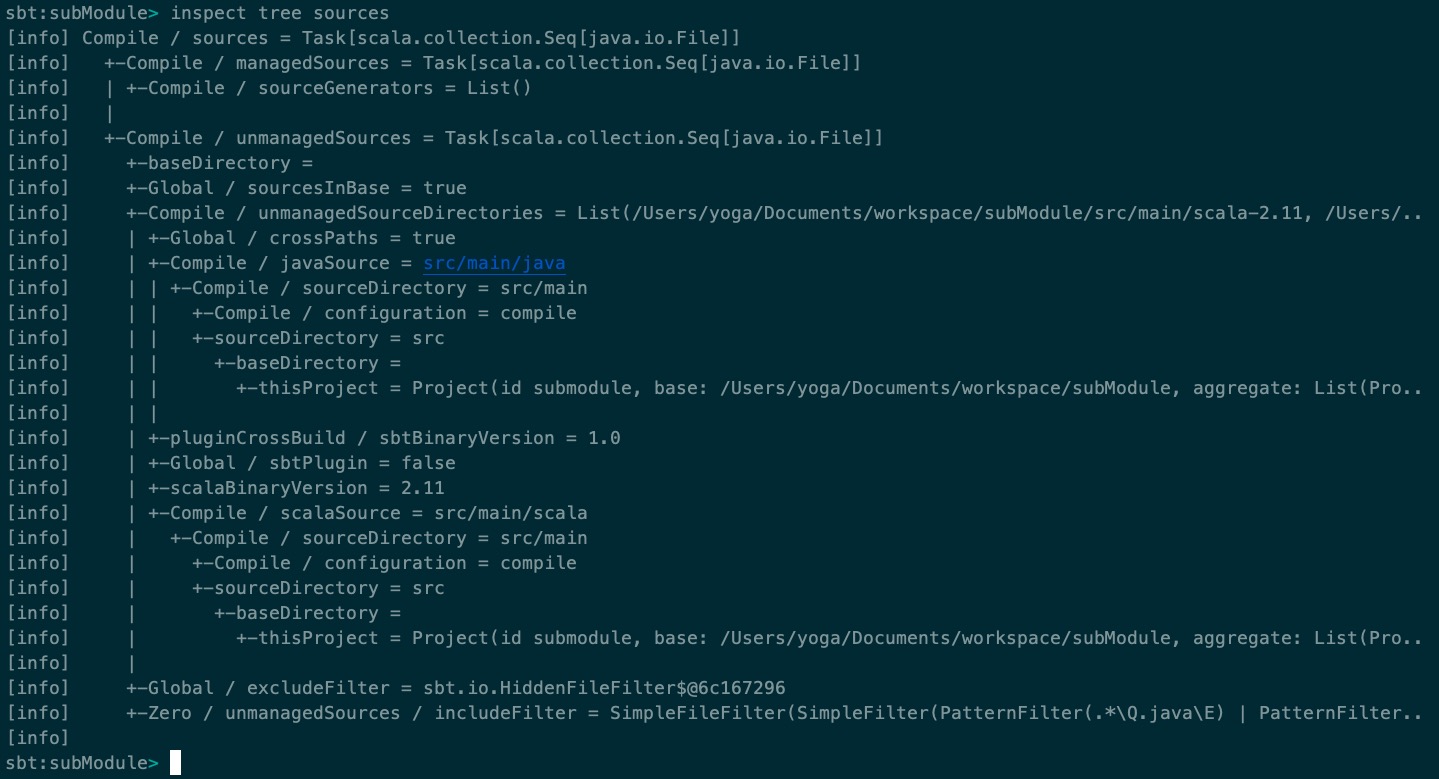 sbt:subModule> inspect tree sources
[info] Compile / sources = Task[scala.collection.Seq[java.io.File]]
[info]   +-Compile / managedSources = Task[scala.collection.Seq[java.io.File]]
[info]   | +-Compile / sourceGenerators = List()
[info]   |
[info]   +-Compile / unmanagedSources = Task[scala.collection.Seq[java.io.File]]
[info]     +-baseDirectory =
[info]     +-Global / sourcesInBase = true
[info]     +-Compile / unmanagedSourceDirectories = List(/Users/yoga/Documents/workspace/subModule/src/main/scala-2.11, /Users/..
[info]     | +-Global / crossPaths = true
[info]     | +-Compile / javaSource = src/main/java
[info]     | | +-Compile / sourceDirectory = src/main
[info]     | |   +-Compile / configuration = compile
[info]     | |   +-sourceDirectory = src
[info]     | |     +-baseDirectory =
[info]     | |       +-thisProject = Project(id submodule, base: /Users/yoga/Documents/workspace/subModule, aggregate: List(Pro..
[info]     | |
[info]     | +-pluginCrossBuild / sbtBinaryVersion = 1.0
[info]     | +-Global / sbtPlugin = false
[info]     | +-scalaBinaryVersion = 2.11
[info]     | +-Compile / scalaSource = src/main/scala
[info]     |   +-Compile / sourceDirectory = src/main
[info]     |     +-Compile / configuration = compile
[info]     |     +-sourceDirectory = src
[info]     |       +-baseDirectory =
[info]     |         +-thisProject = Project(id submodule, base: /Users/yoga/Documents/workspace/subModule, aggregate: List(Pro..
[info]     |
[info]     +-Global / excludeFilter = sbt.io.HiddenFileFilter$@6c167296
[info]     +-Zero / unmanagedSources / includeFilter = SimpleFileFilter(SimpleFilter(PatternFilter(.*\Q.java\E) | PatternFilter..
[info]
sbt:subModule>